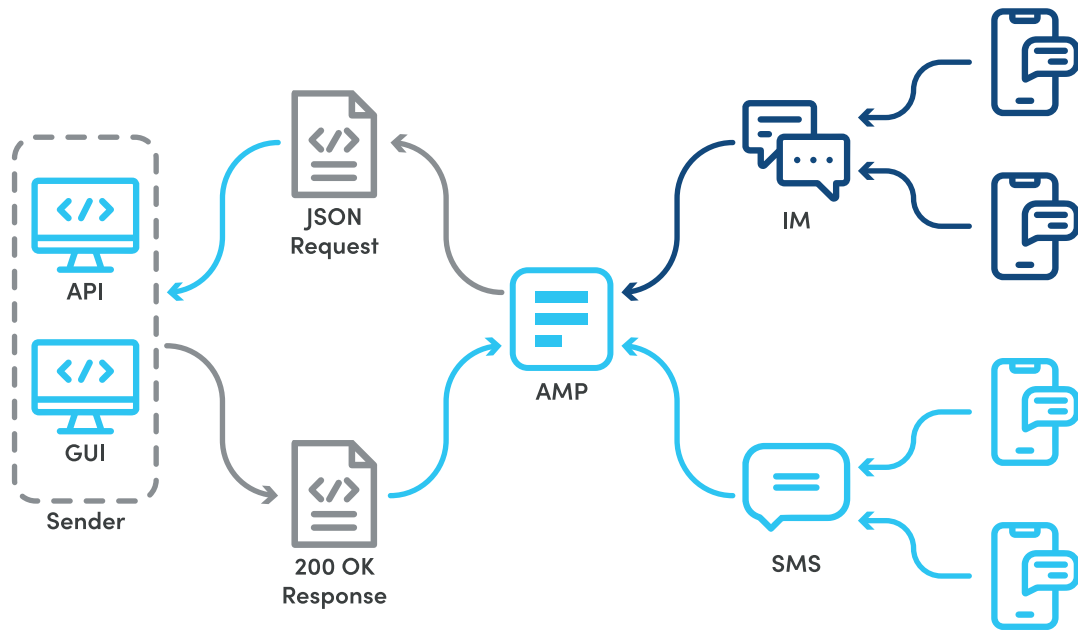 JSON
Request
IM
API
AMP
GUI
Sender
200 OK
Response
SMS